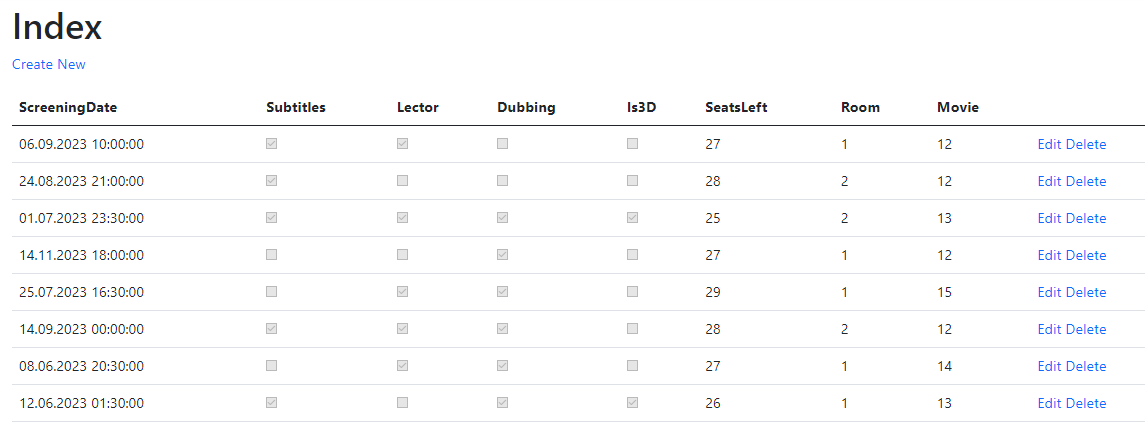 Index
Create New
ScreeningDate Subtitles Lector Dubbing Is3D SeatsLeft Room Movie
06.09.2023 10:00:00 27 1 12 Edit Delete
24.08.2023 21:00:00 28 2 12 Edit Delete
01.07.2023 23:30:00 25 2 13 Edit Delete
14.11.2023 18:00:00 27 1 12 Edit Delete
25.07.2023 16:30:00 29 1 15 Edit Delete
14.09.2023 00:00:00 28 2 12 Edit Delete
08.06.2023 20:30:00 27 1 14 Edit Delete
12.06.2023 01:30:00 26 1 13 Edit Delete